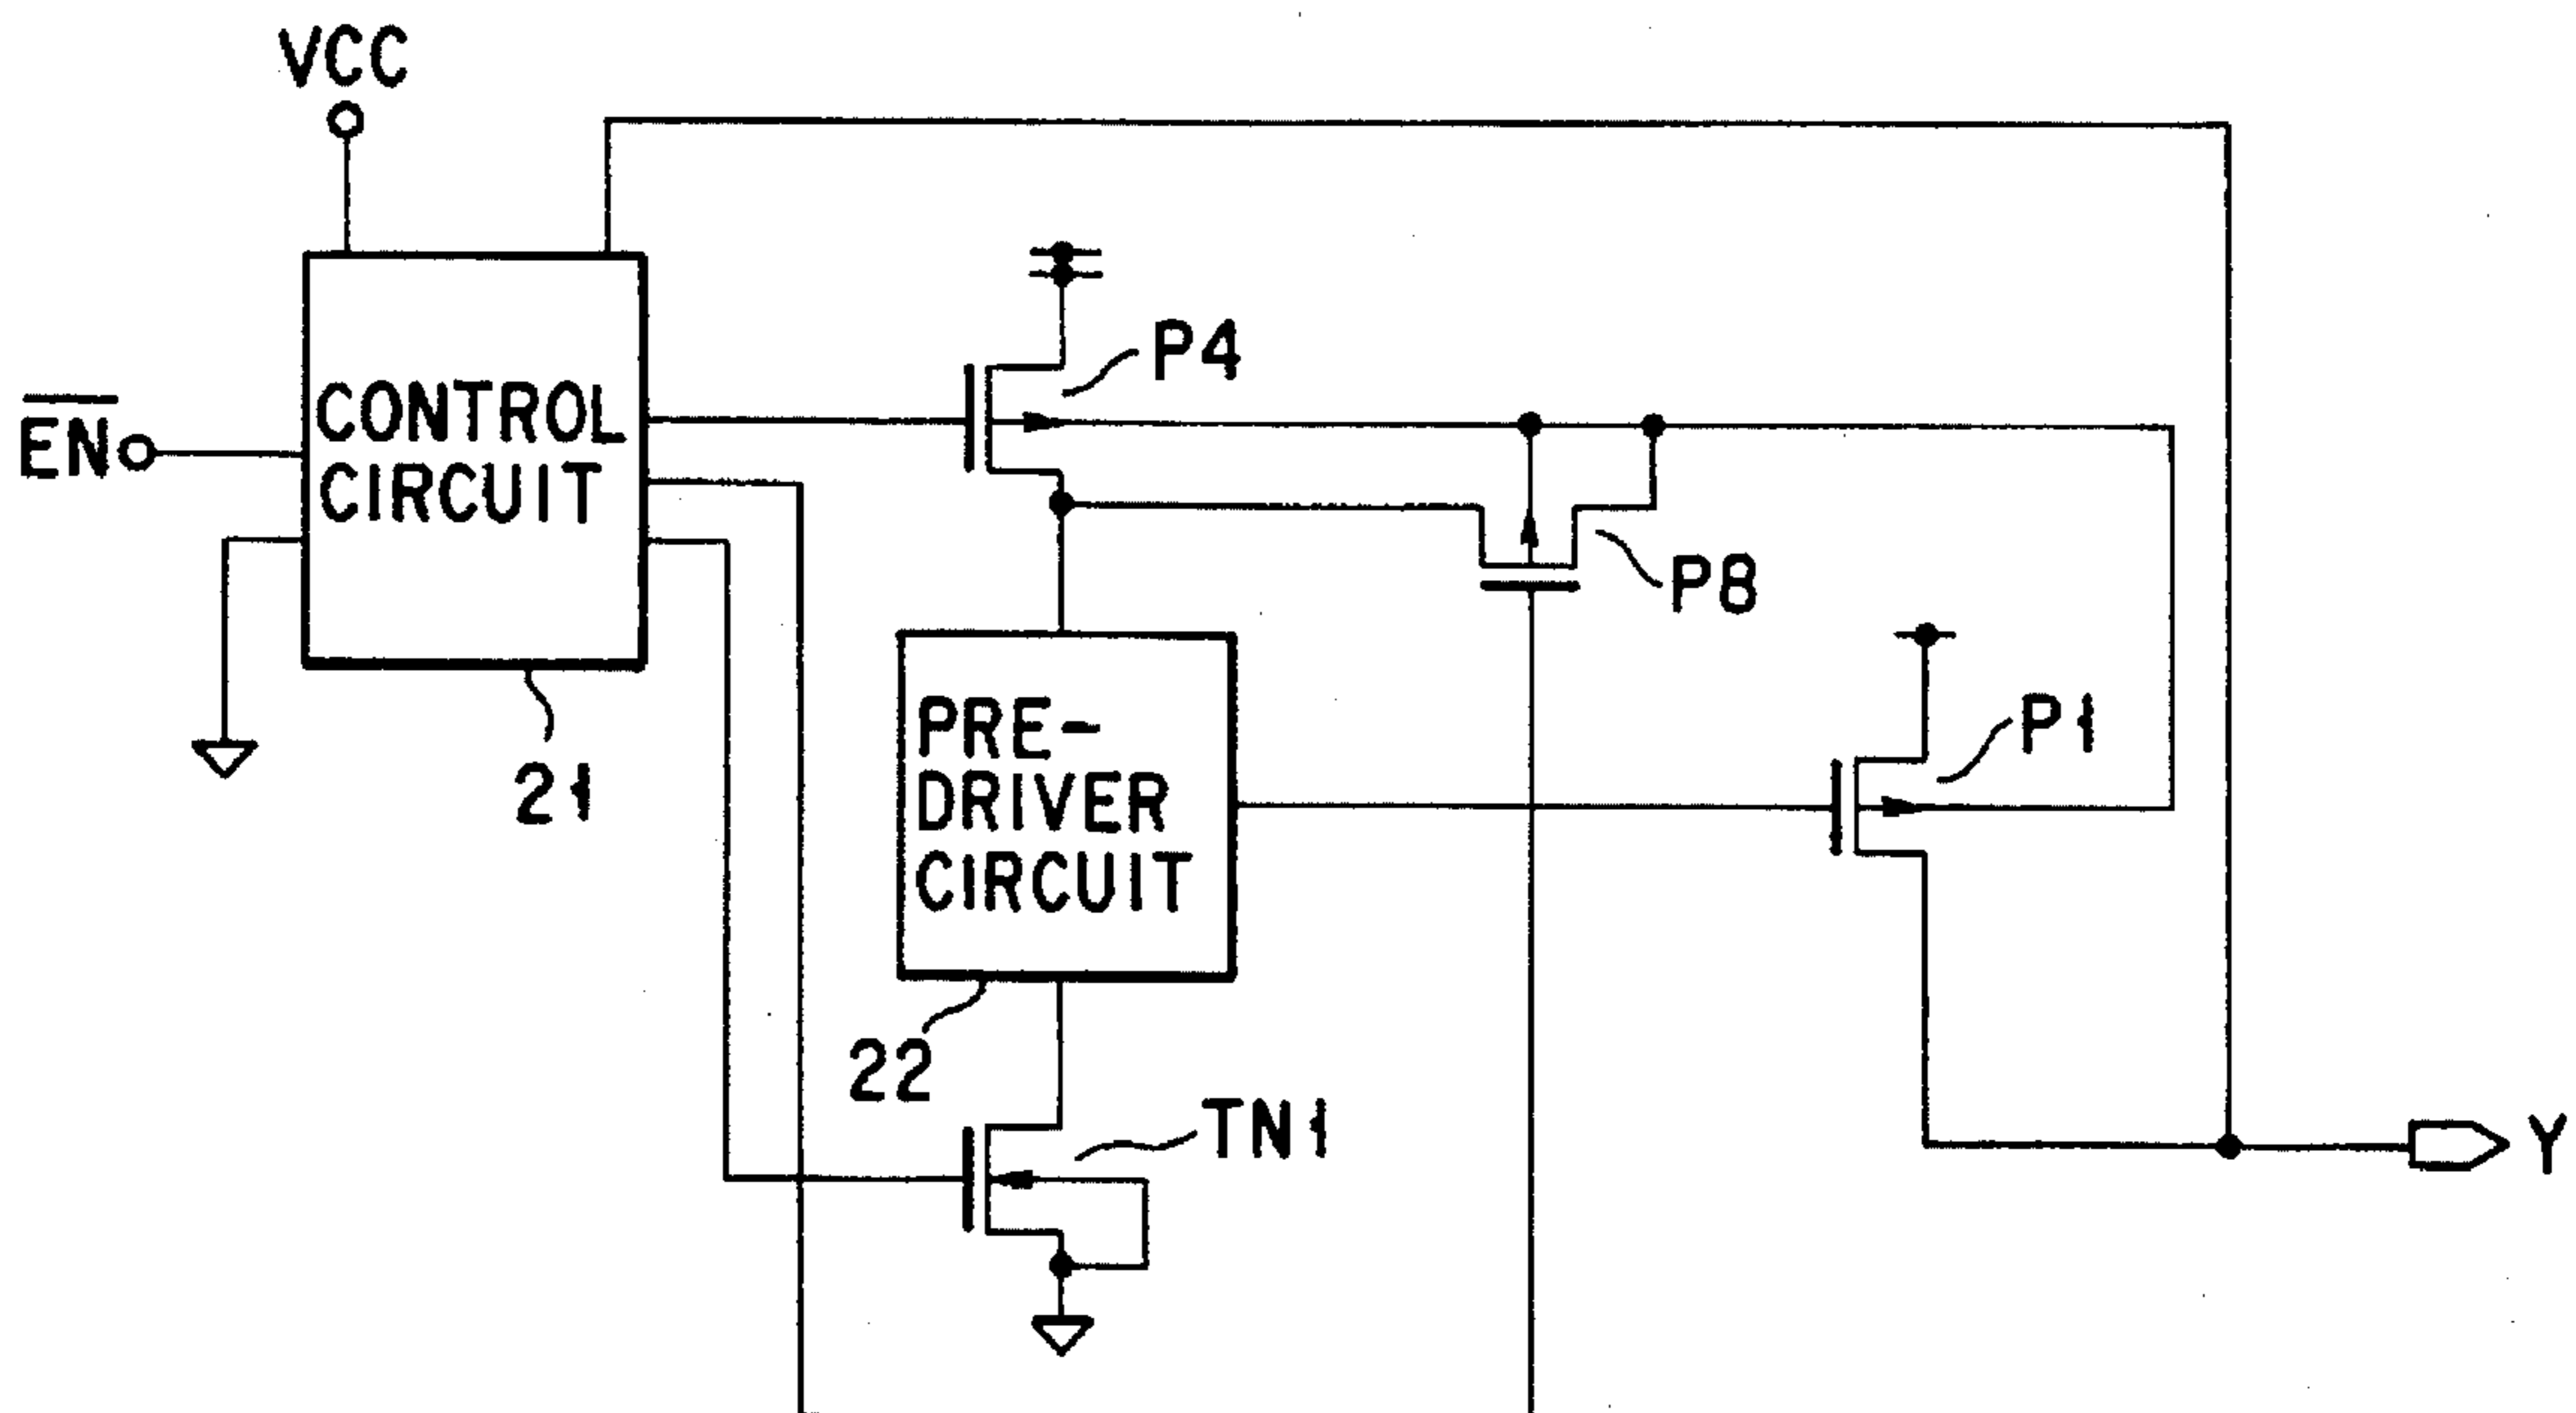 VCC
P4
EN
CONTROL
CIRCUIT
P8
PRE-
DRIVER
CIRCUIT
P1
21
22
TN1
Y